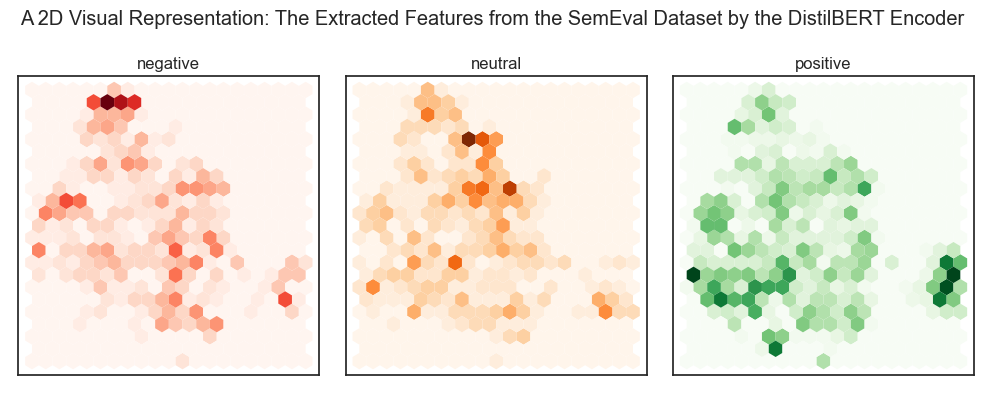 A 2D Visual Representation: The Extracted Features from the SemEval Dataset by the DistilBERT Encoder
negative
neutral
positive